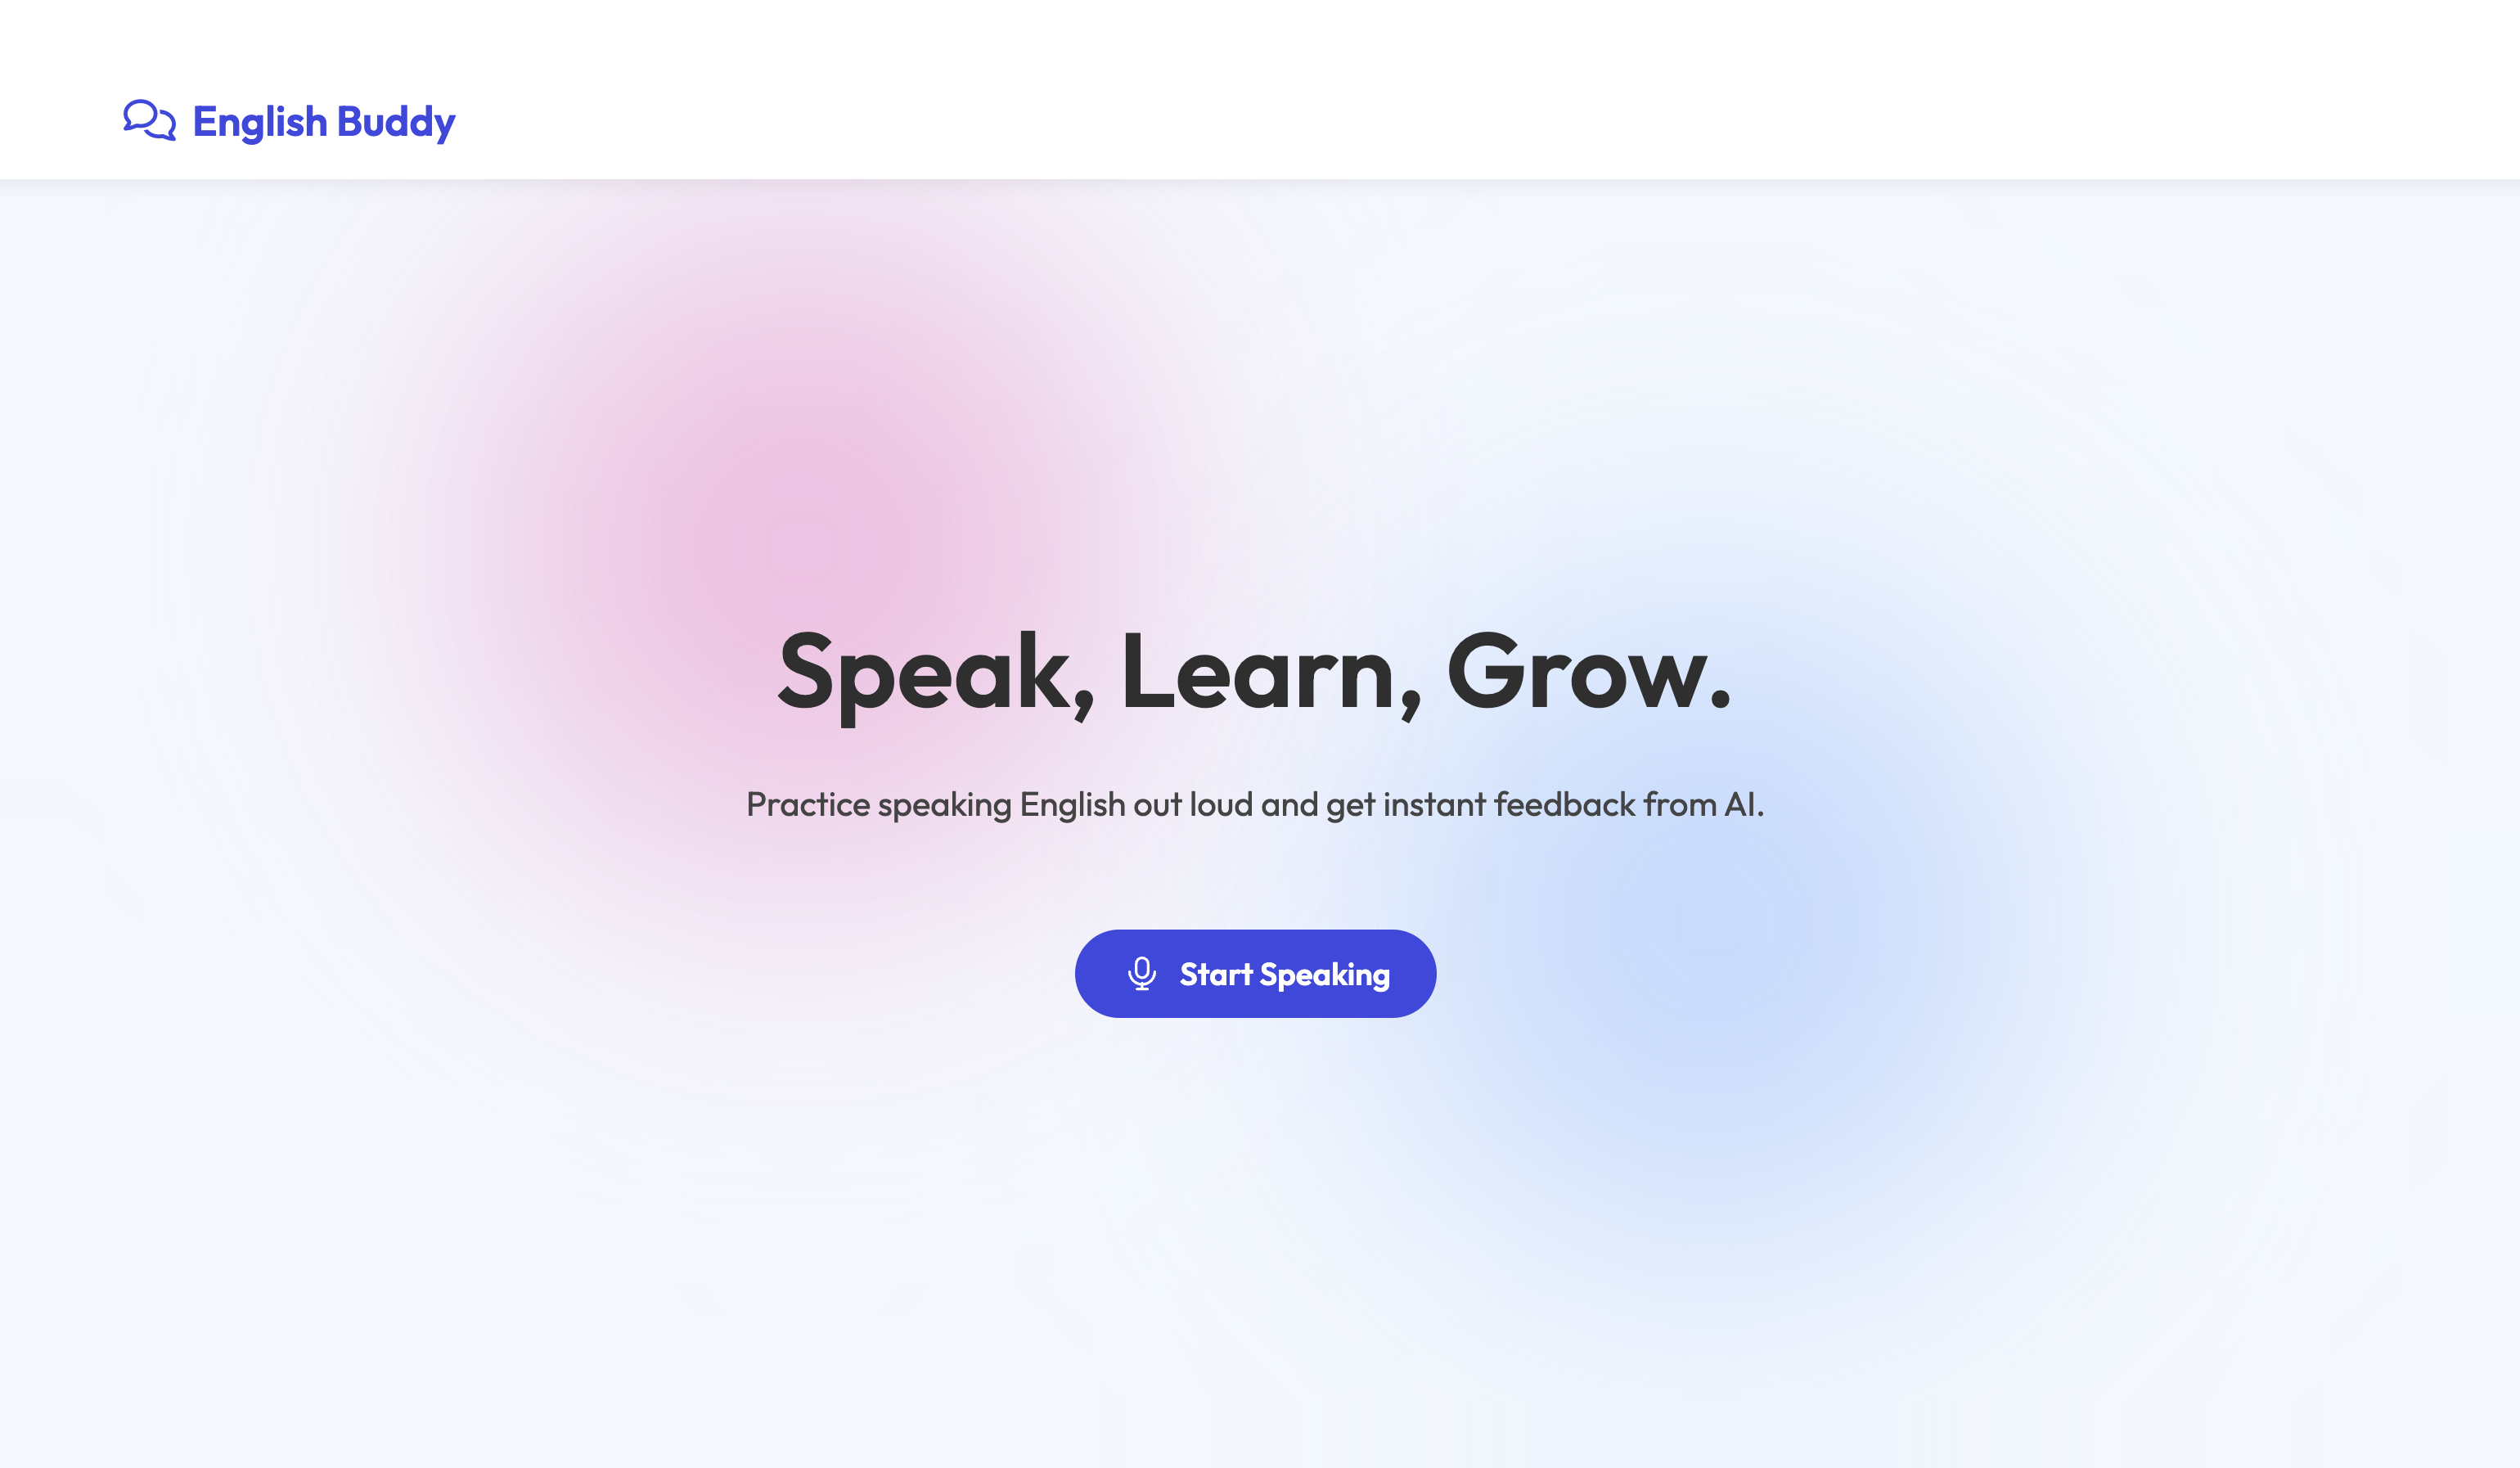 English Buddy
Speak, Learn, Grow.
Practice speaking English out loud and get instant feedback from AI.
Start Speaking